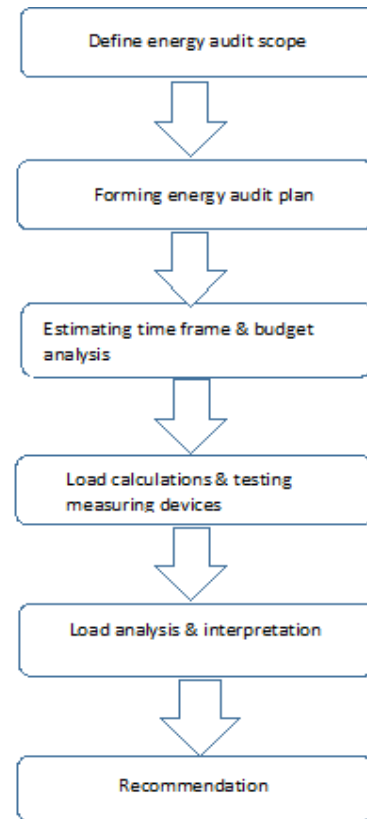 Define energy audit scope
Forming energy audit plan
Estimating time frame & budget
analysis
Load calculations & testing
measuring devices
Load analysis & interpretation
Recommendation